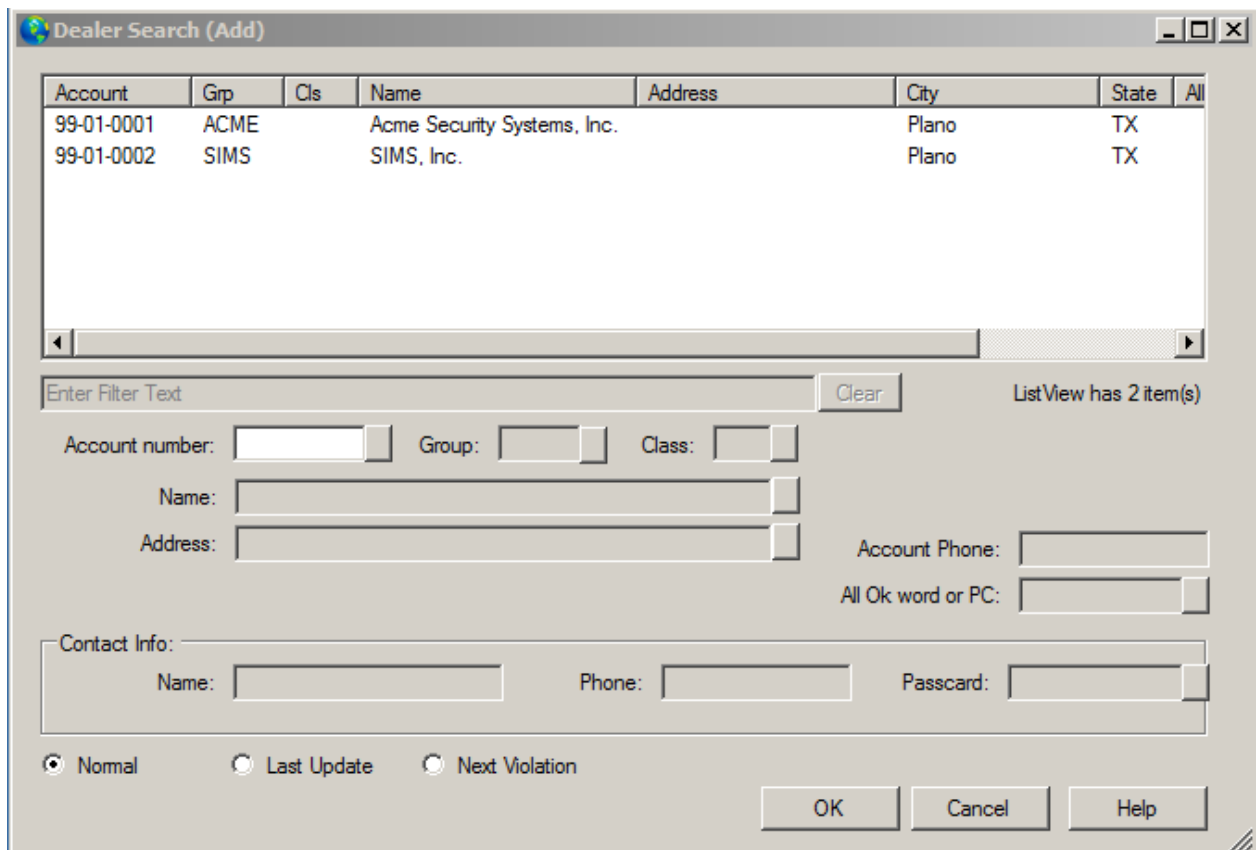 Dealer Search (Add)
Account Grp Cls Name Address City State All
99-01-0001 ACME Acme Security Systems, Inc. Plano TX
99-01-0002 SIMS SIMS, Inc. Plano TX
Enter Filter Text Clear ListView has 2 item(s)
Account number: Group: Class:
Name:
Address:
Account Phone:
All Ok word or PC:
Contact Info:
Name: Phone: Passcard:
Normal Last Update Next Violation
OK Cancel Help